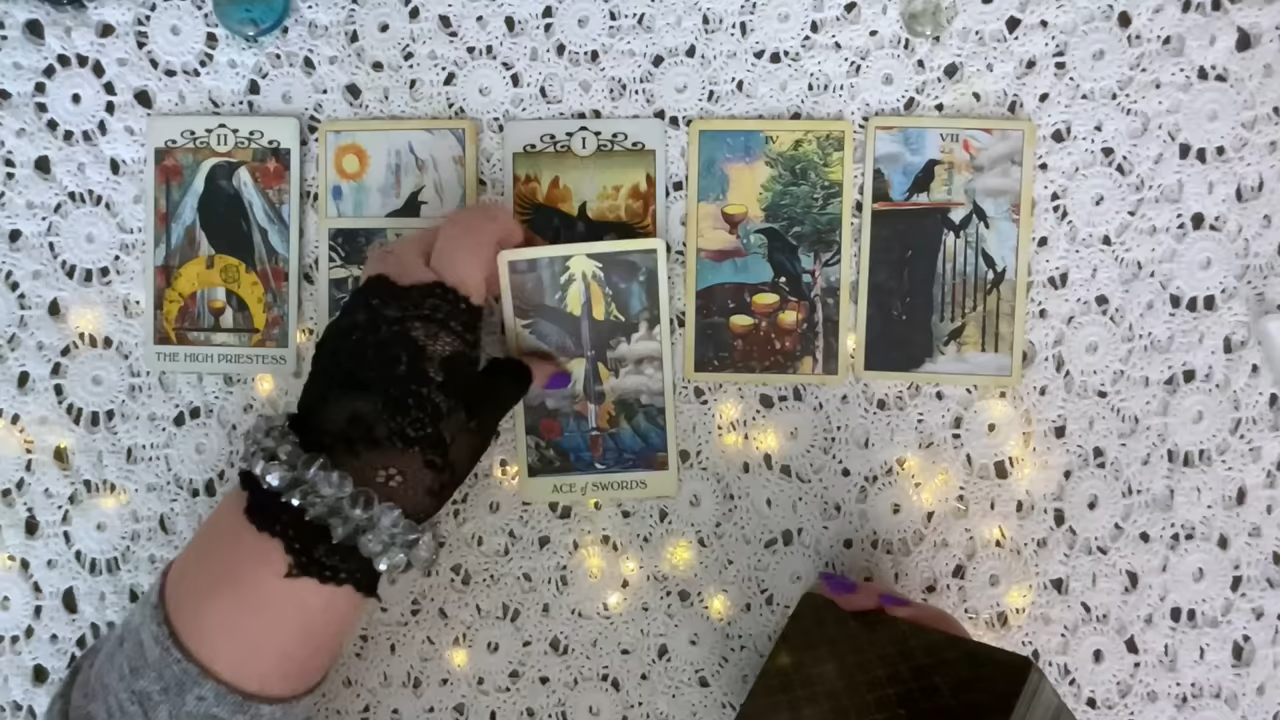 II
THE HIGH PRIESTESS
I
IV
VII
ACE of SWORDS